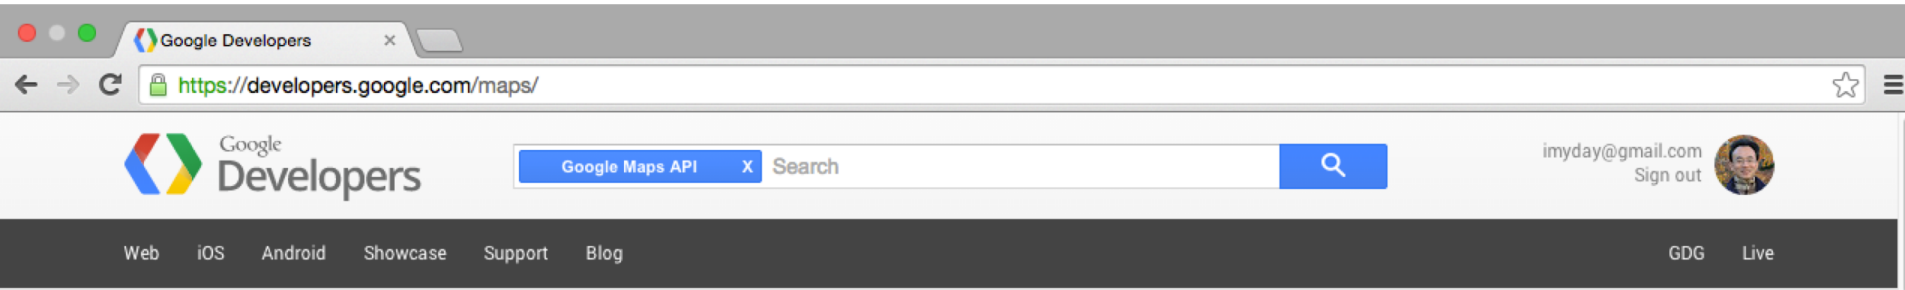 Google Developers
https://developers.google.com/maps/
Google
Developers
Google Maps API X Search
imyday@gmail.com
Sign out
Web iOS Android Showcase Support Blog GDG Live